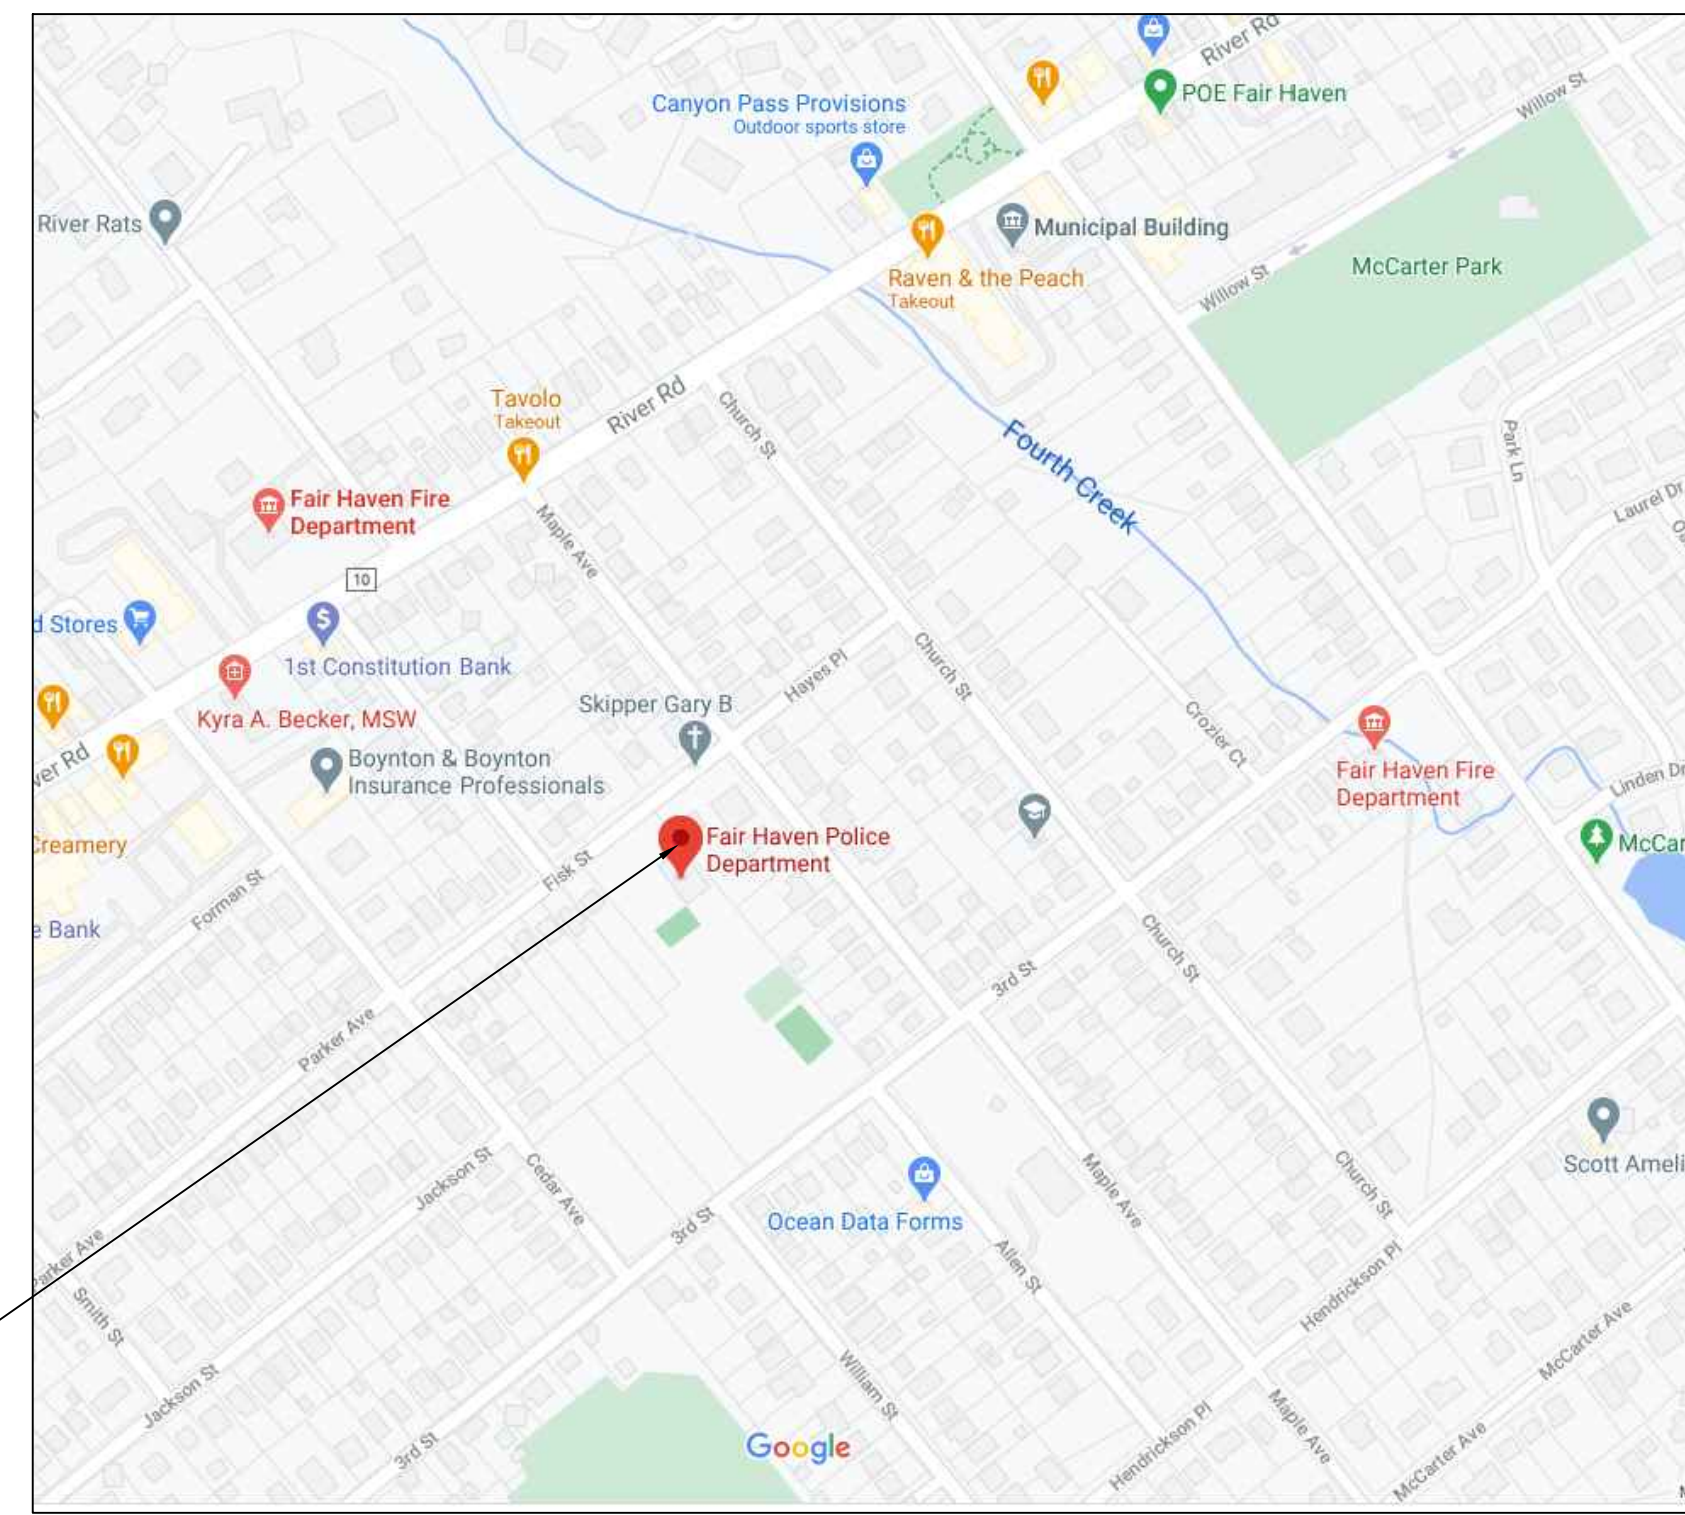 River Rd
POE Fair Haven
Willow St
Canyon Pass Provisions
Outdoor sports store
River Rats
Municipal Building
McCarter Park
Willow St
Raven & the Peach
Takeout
Tavolo
Takeout
River Rd
Church St
Fourth Creek
Park Ln
Laurel Dr
Fair Haven Fire
Department
Maple Ave
10
d Stores
1st Constitution Bank
Kyra A. Becker, MSW
Skipper Gary B
Hayes Pl
Church St
Crozier Ct
ver Rd
Boynton & Boynton
Insurance Professionals
Fair Haven Fire
Department
Linden Dr
Creamery
Fair Haven Police
Department
McCar
Fisk St
Forman St
e Bank
Church St
3rd St
Parker Ave
Jackson St
Cedar Ave
Maple Ave
Church St
Scott Ameli
Ocean Data Forms
3rd St
Parker Ave
Allen St
Hendrickson Pl
Smith St
McCarter Ave
Jackson St
William St
3rd St
Google
Hendrickson Pl
Maple Ave
McCarter Ave